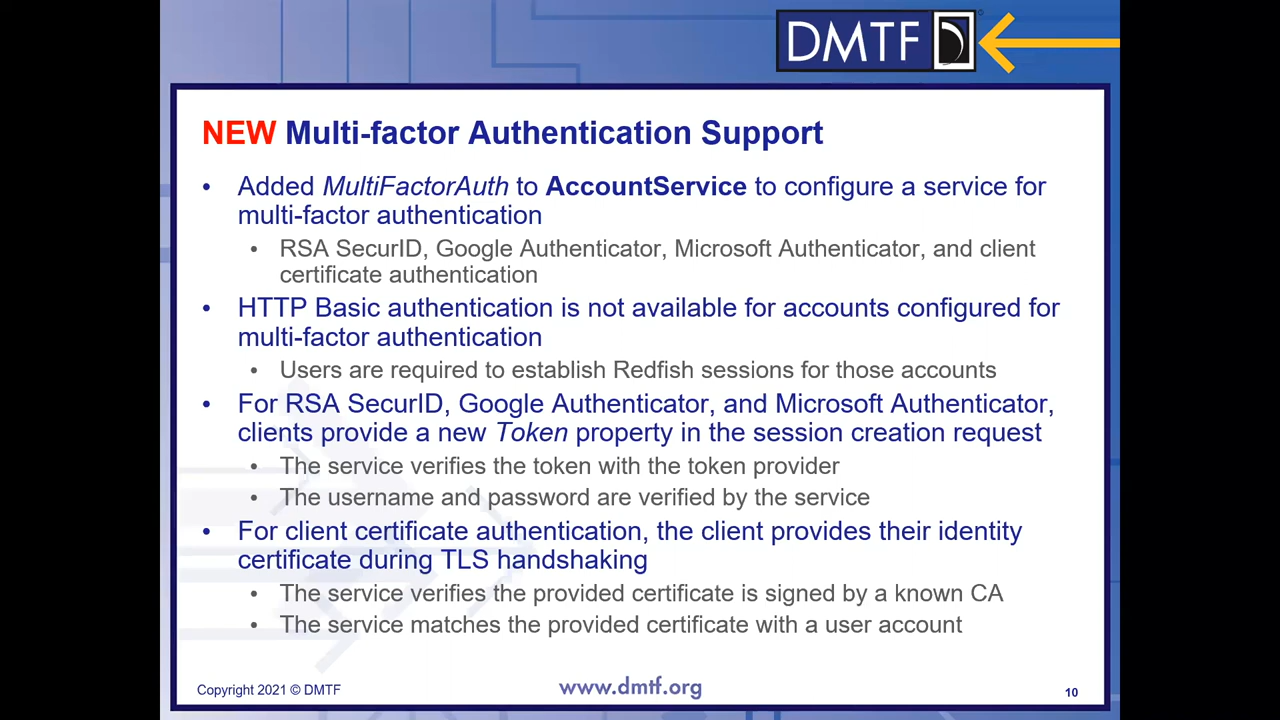 DMTF
NEW Multi-factor Authentication Support
• Added MultiFactorAuth to AccountService to configure a service for
multi-factor authentication
• RSA SecurID, Google Authenticator, Microsoft Authenticator, and client
certificate authentication
• HTTP Basic authentication is not available for accounts configured for
multi-factor authentication
• Users are required to establish Redfish sessions for those accounts
• For RSA SecurID, Google Authenticator, and Microsoft Authenticator,
clients provide a new Token property in the session creation request
• The service verifies the token with the token provider
• The username and password are verified by the service
• For client certificate authentication, the client provides their identity
certificate during TLS handshaking
• The service verifies the provided certificate is signed by a known CA
• The service matches the provided certificate with a user account
Copyright 2021 © DMTF
www.dmtf.org
10